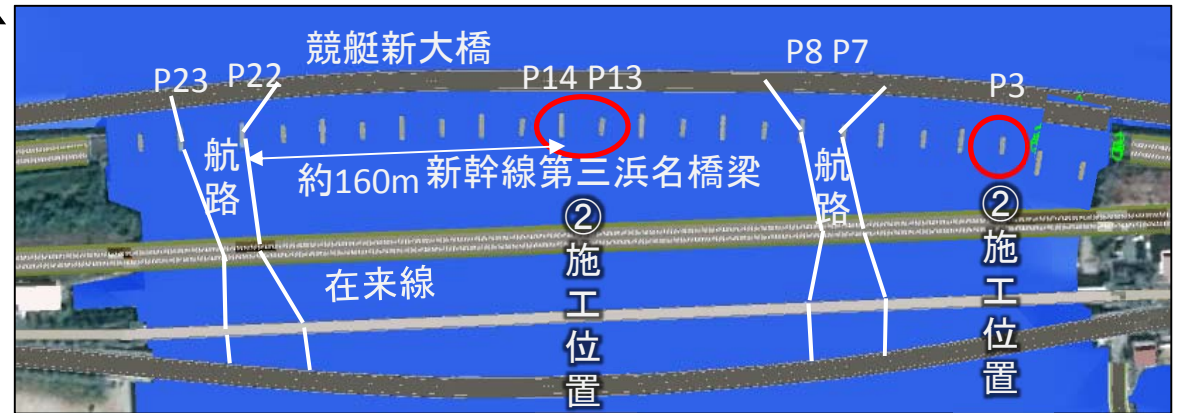 競艇新大橋
P23
P22
P14 P13
P8 P7
P3
航路
約160m
新幹線第三浜名橋梁
航路
②施工位置
②施工位置
在来線